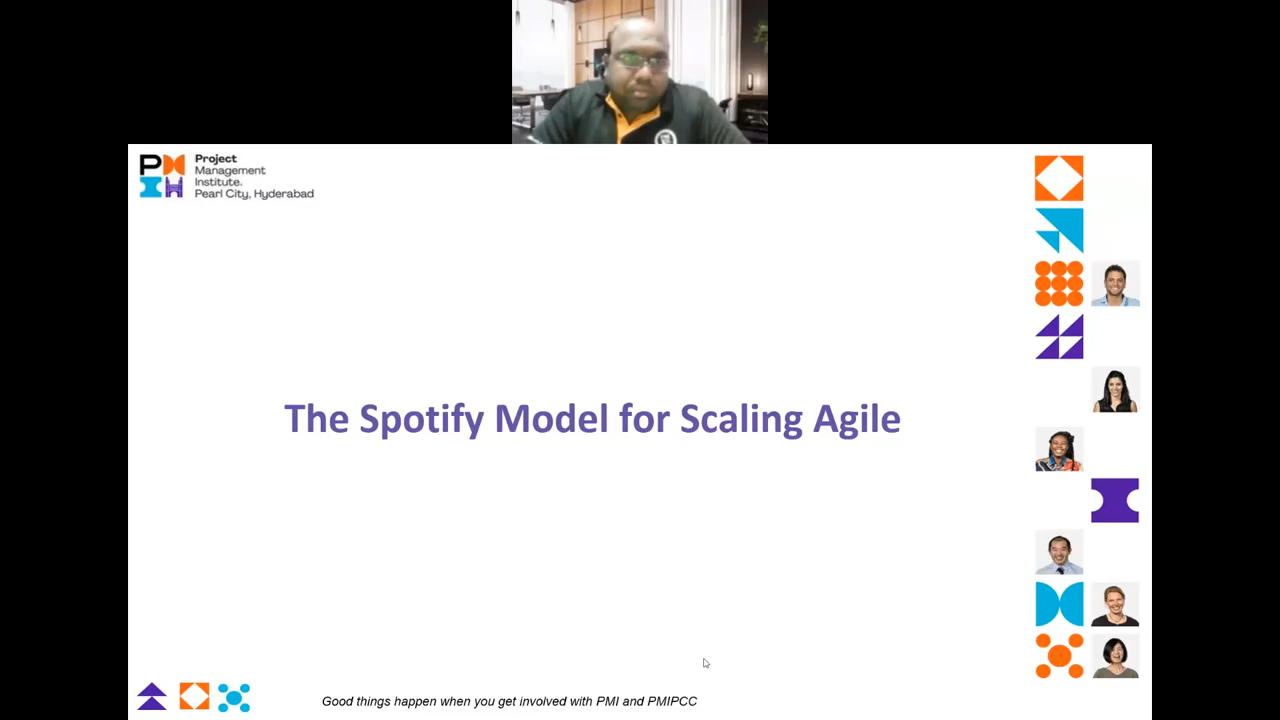 Project
Management
Institute.
Pearl City, Hyderabad
The Spotify Model for Scaling Agile
Good things happen when you get involved with PMI and PMIPCC